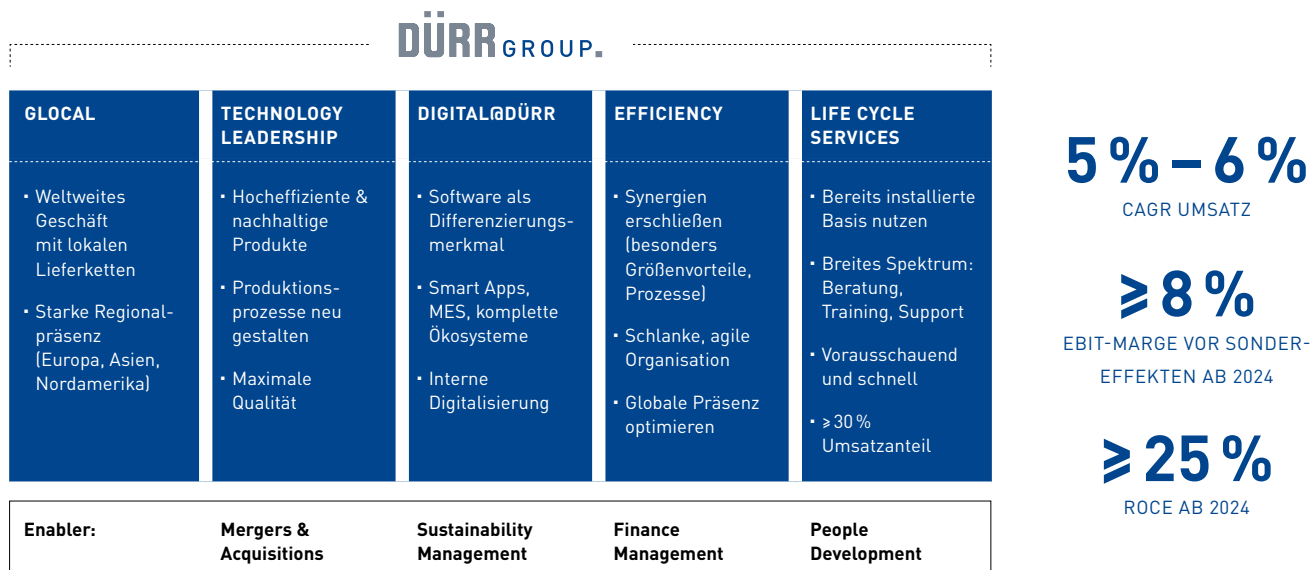 DÜRR GROUP.
GLOCAL
▪ Weltweites
Geschäft
mit lokalen
Lieferketten
▪ Starke Regional-
präsenz
(Europa, Asien,
Nordamerika)
TECHNOLOGY
LEADERSHIP
▪ Hocheffiziente &
nachhaltige
Produkte
▪ Produktions-
prozesse neu
gestalten
▪ Maximale
Qualität
DIGITAL@DÜRR
▪ Software als
Differenzierungs-
merkmal
▪ Smart Apps,
MES, komplette
Ökosysteme
▪ Interne
Digitalisierung
EFFICIENCY
▪ Synergien
erschließen
(besonders
Größenvorteile,
Prozesse)
▪ Schlanke, agile
Organisation
▪ Globale Präsenz
optimieren
LIFE CYCLE
SERVICES
▪ Bereits installierte
Basis nutzen
▪ Breites Spektrum:
Beratung,
Training, Support
▪ Vorausschauend
und schnell
▪ ⩾ 30 %
Umsatzanteil
5 % – 6 %
CAGR UMSATZ
⩾ 8 %
EBIT-MARGE VOR SONDER-
EFFEKTEN AB 2024
⩾ 25 %
ROCE AB 2024
Enabler:
Mergers &
Acquisitions
Sustainability
Management
Finance
Management
People
Development